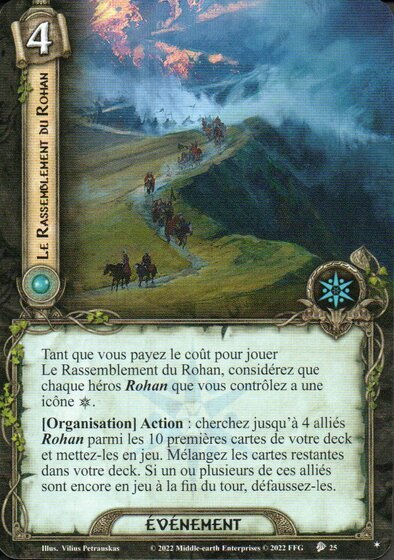 4
LE RASSEMBLEMENT DU ROHAN
Tant que vous payez le coût pour jouer
Le Rassemblement du Rohan, considérez que
chaque héros Rohan que vous contrôlez a une
icône .
[Organisation] Action : cherchez jusqu'à 4 alliés
Rohan parmi les 10 premières cartes de votre deck
et mettez-les en jeu. Mélangez les cartes restantes
dans votre deck. Si un ou plusieurs de ces alliés
sont encore en jeu à la fin du tour, défaussez-les.
ÉVÉNEMENT
Illus. Vilius Petrauskas © 2022 Middle-earth Enterprises © 2022 FFG 25